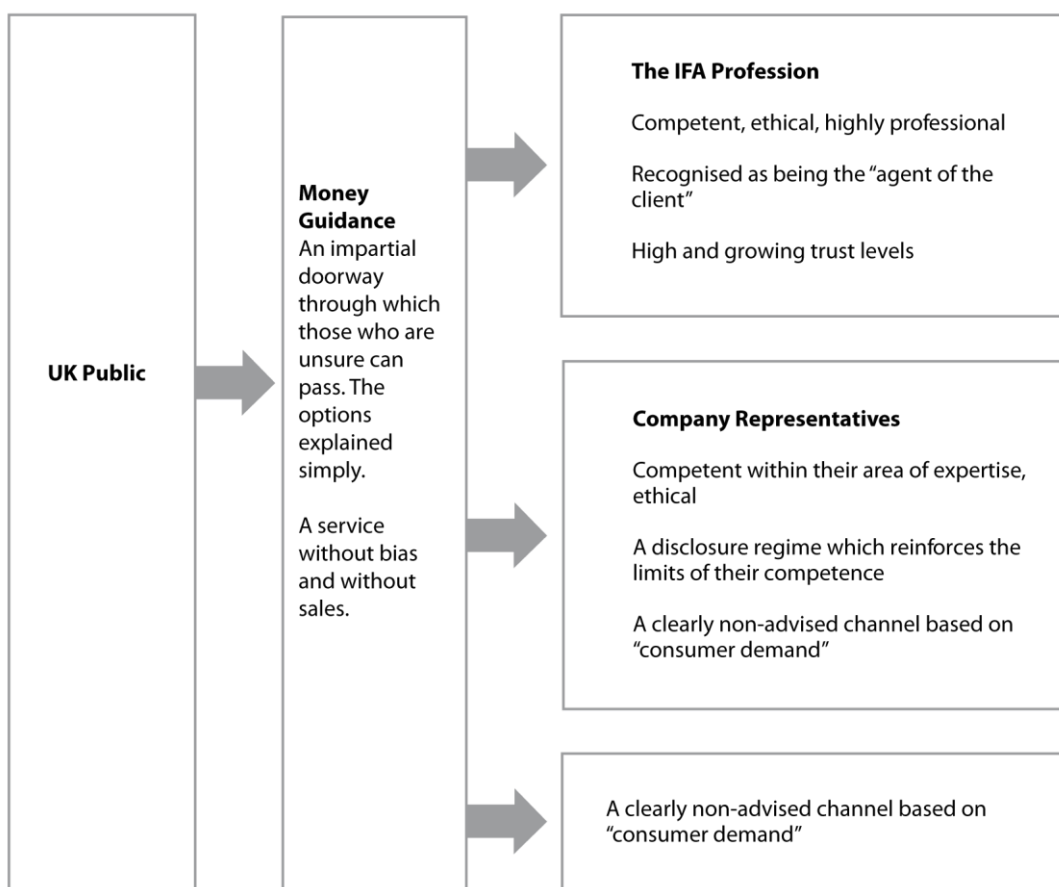 UK Public
Money
Guidance
An impartial
doorway
through which
those who are
unsure can
pass. The
options
explained
simply.
A service
without bias
and without
sales.
The IFA Profession
Competent, ethical, highly professional
Recognised as being the “agent of the
client”
High and growing trust levels
Company Representatives
Competent within their area of expertise,
ethical
A disclosure regime which reinforces the
limits of their competence
A clearly non-advised channel based on
“consumer demand”
A clearly non-advised channel based on
“consumer demand”